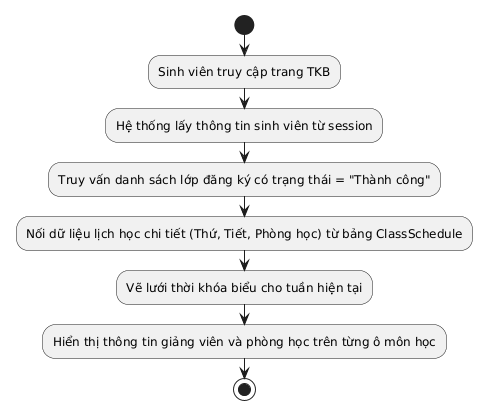 Sinh viên truy cập trang TKB
Hệ thống lấy thông tin sinh viên từ session
Truy vấn danh sách lớp đăng ký có trạng thái = "Thành công"
Nối dữ liệu lịch học chi tiết (Thứ, Tiết, Phòng học) từ bảng ClassSchedule
Vẽ lưới thời khóa biểu cho tuần hiện tại
Hiển thị thông tin giảng viên và phòng học trên từng ô môn học